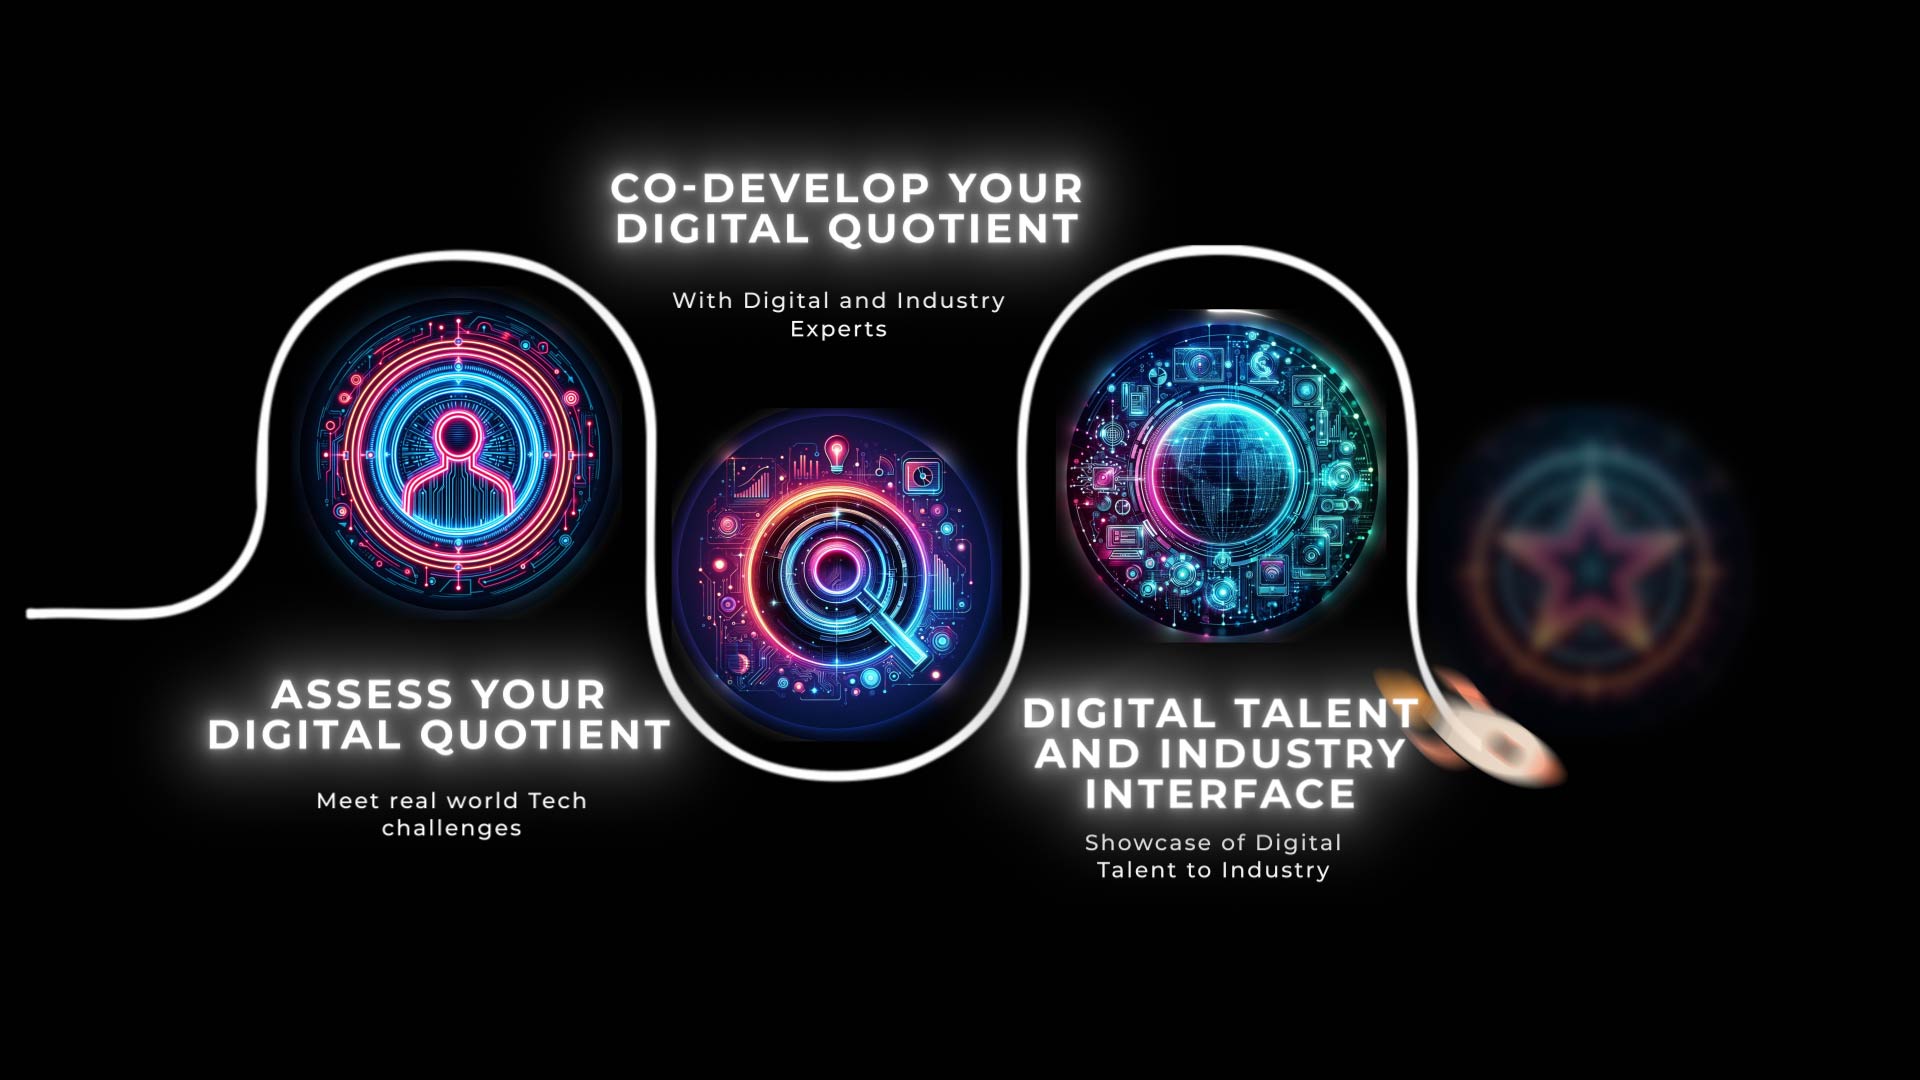 ASSESS YOUR
DIGITAL QUOTIENT
Meet real world Tech
challenges
CO-DEVELOP YOUR
DIGITAL QUOTIENT
With Digital and Industry
Experts
DIGITAL TALENT
AND INDUSTRY
INTERFACE
Showcase of Digital
Talent to Industry